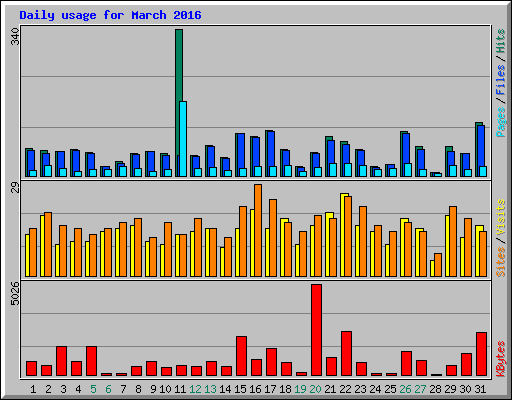 Daily usage for March 2016
340
Pages / Files / Hits
29
Sites / Visits
5026
KBytes
1 2 3 4 5 6 7 8 9 10 11 12 13 14 15 16 17 18 19 20 21 22 23 24 25 26 27 28 29 30 31